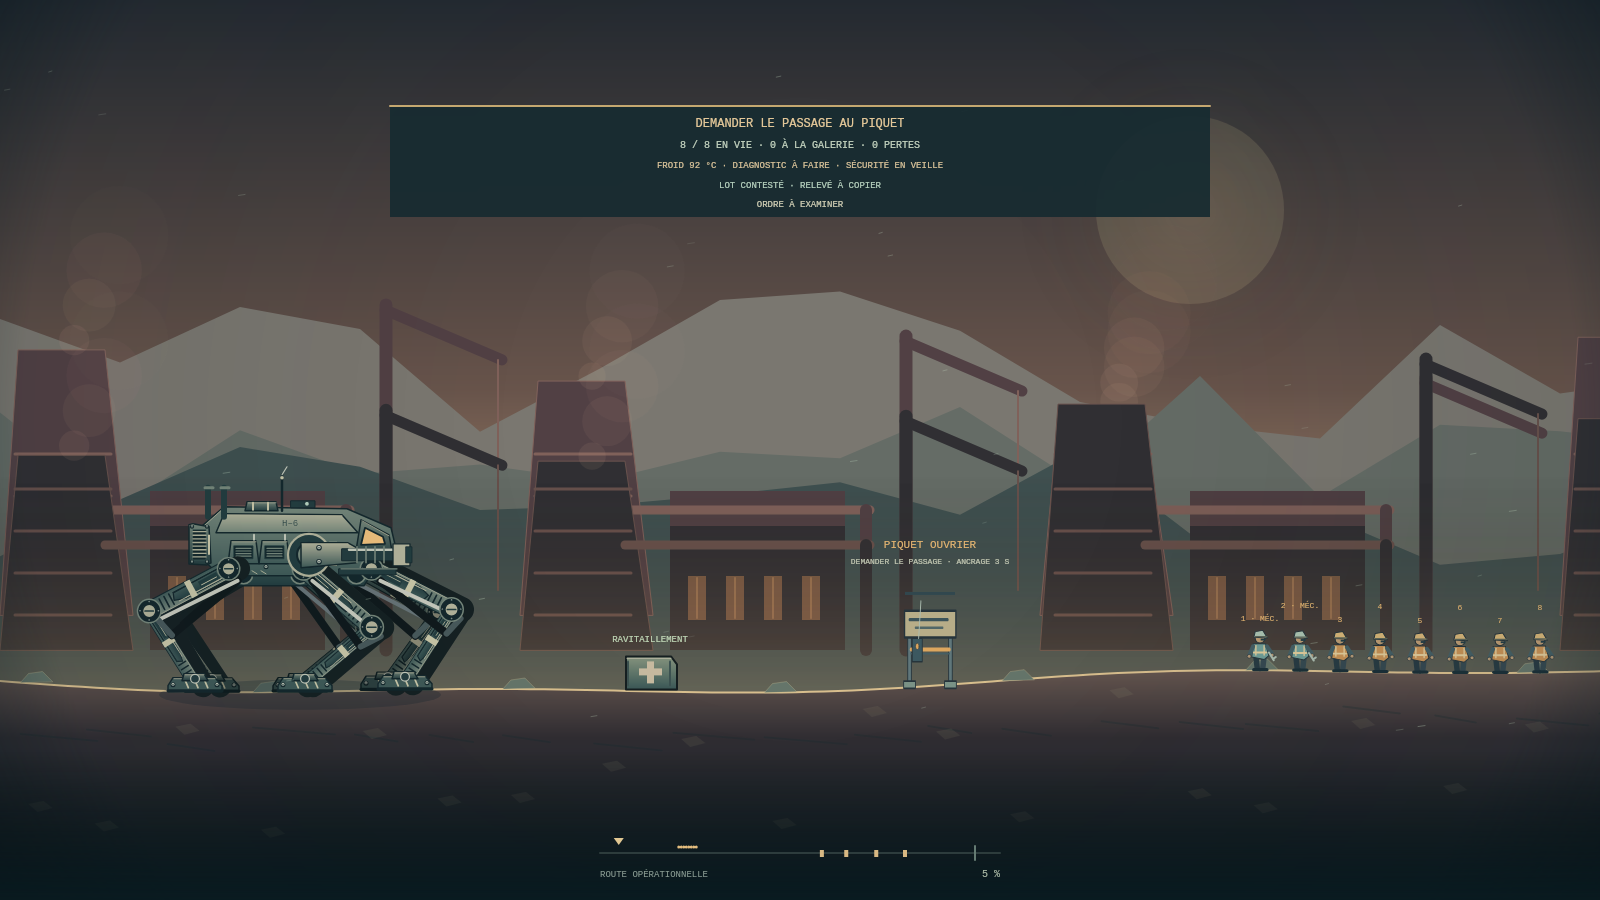 DEMANDER LE PASSAGE AU PIQUET
8 / 8 EN VIE · 0 À LA GALERIE · 0 PERTES
FROID 92 °C · DIAGNOSTIC À FAIRE · SÉCURITÉ EN VEILLE
LOT CONTESTÉ · RELEVÉ À COPIER
ORDRE À EXAMINER
H-6
PIQUET OUVRIER
DEMANDER LE PASSAGE · ANCRAGE 3 S
RAVITAILLEMENT
1 · MÉC.
2 · MÉC.
3
4
5
6
7
8
ROUTE OPÉRATIONNELLE
5 %